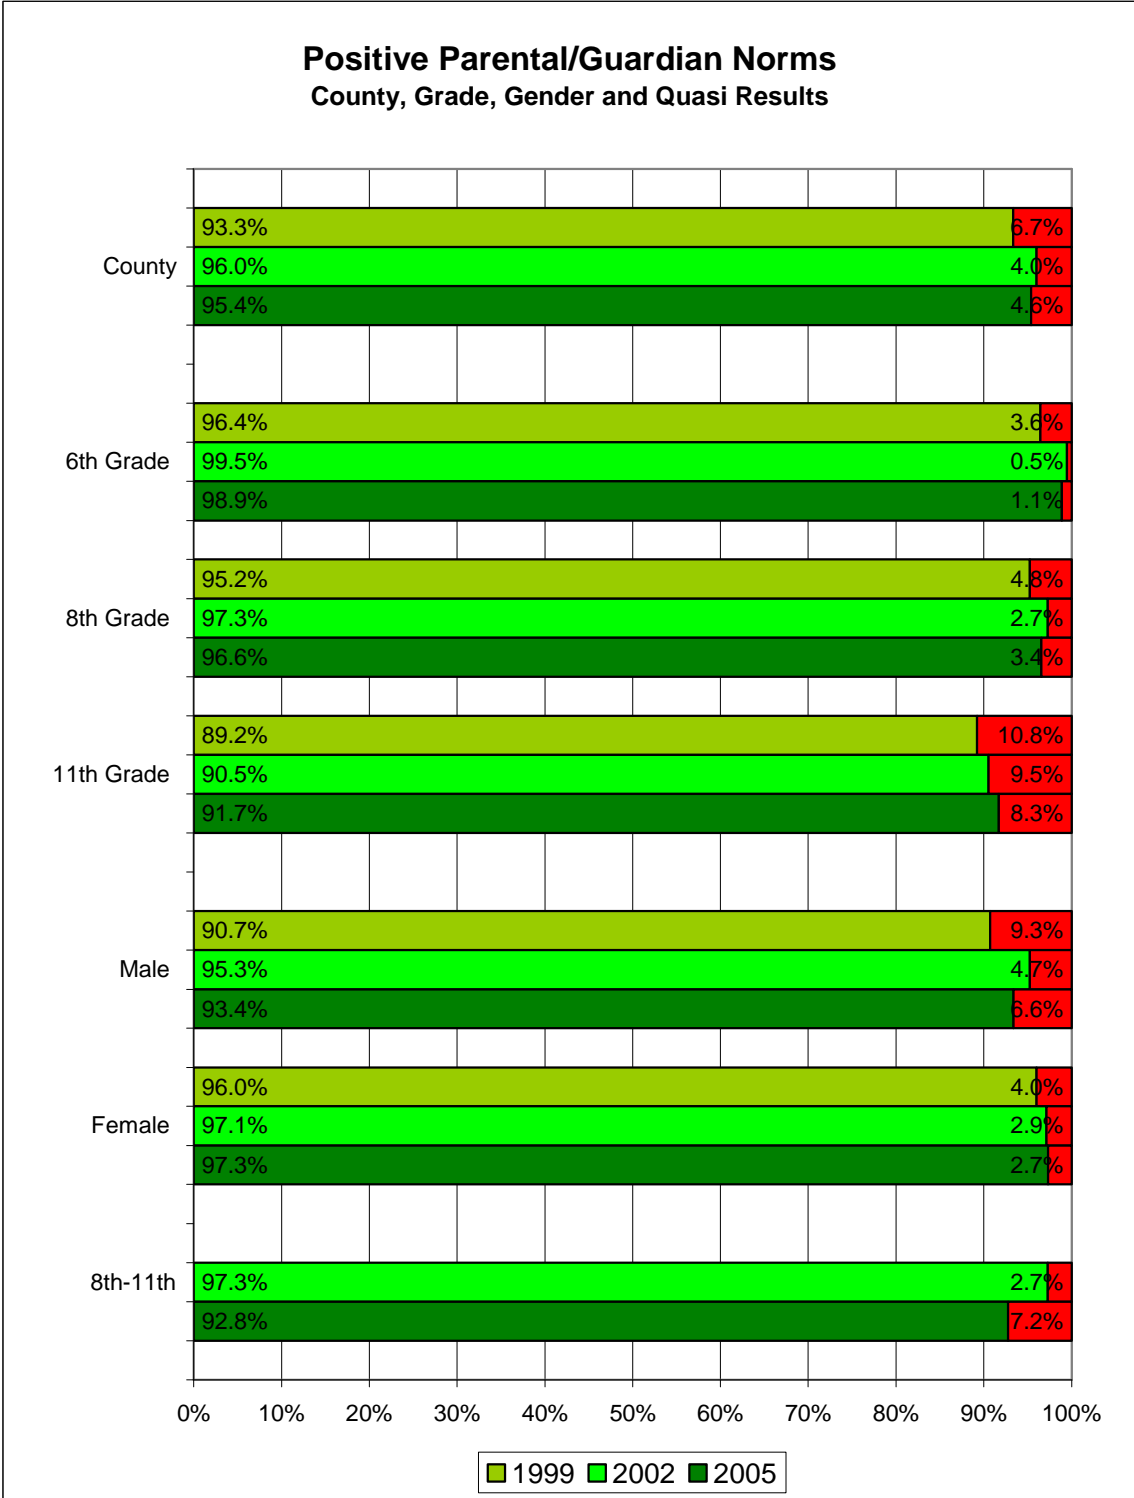 Positive Parental/Guardian Norms
County, Grade, Gender and Quasi Results
93.3% 6.7%
County 96.0% 4.0%
95.4% 4.6%
96.4% 3.6%
6th Grade 99.5% 0.5%
98.9% 1.1%
95.2% 4.8%
8th Grade 97.3% 2.7%
96.6% 3.4%
89.2% 10.8%
11th Grade 90.5% 9.5%
91.7% 8.3%
90.7% 9.3%
Male 95.3% 4.7%
93.4% 6.6%
96.0% 4.0%
Female 97.1% 2.9%
97.3% 2.7%
8th-11th 97.3% 2.7%
92.8% 7.2%
0% 10% 20% 30% 40% 50% 60% 70% 80% 90% 100%
1999 2002 2005